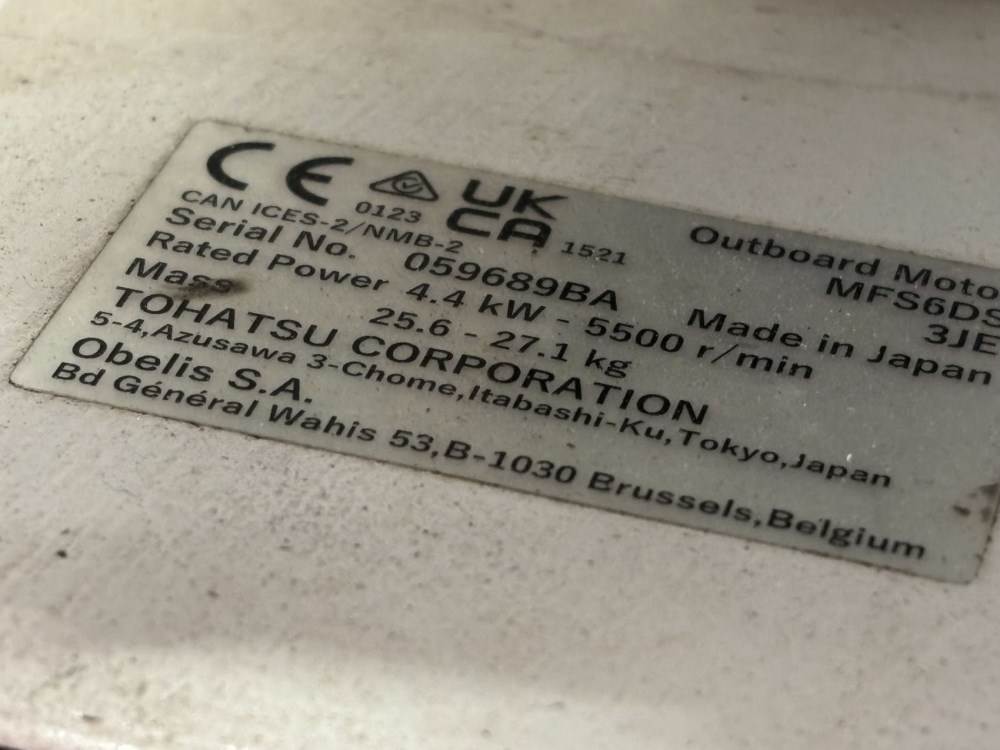 CE 0123 UK CA 1521 Outboard Moto
CAN ICES-2/NMB-2 MFS6DS
Serial No. 059689BA 3JE
Rated Power 4.4 kW - 5500 r/min Made in Japan
Mass 25.6 - 27.1 kg
TOHATSU CORPORATION
5-4,Azusawa 3-Chome,Itabashi-Ku,Tokyo,Japan
Obelis S.A.
Bd Général Wahis 53,B-1030 Brussels,Belgium